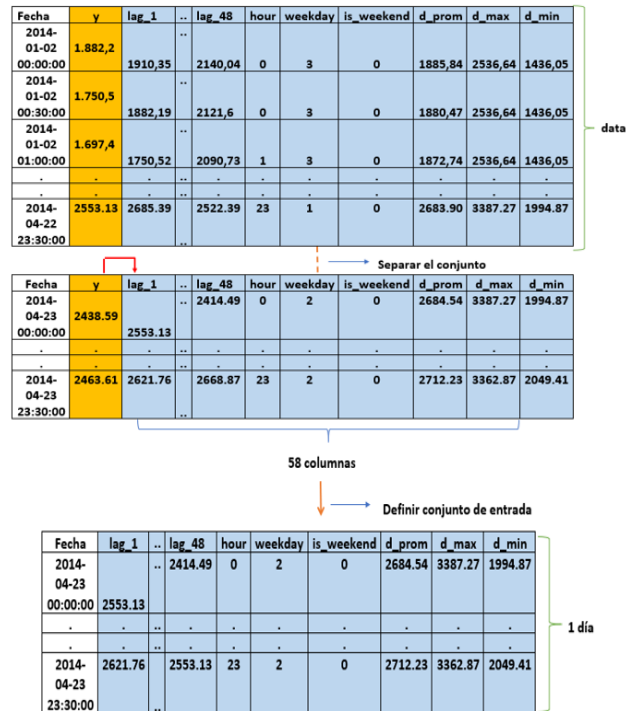 Fecha y lag_1 .. lag_48 hour weekday is_weekend d_prom d_max d_min
2014-
01-02
00:00:00 1.882,2 1910,35 .. 2140,04 0 3 0 1885,84 2536,64 1436,05
2014-
01-02
00:30:00 1.750,5 1882,19 .. 2121,6 0 3 0 1880,47 2536,64 1436,05
2014-
01-02
01:00:00 1.697,4 1750,52 .. 2090,73 1 3 0 1872,74 2536,64 1436,05
. . . .. . . . . . . .
. . . .. . . . . . . .
2014-
04-22
23:30:00 2553.13 2685.39 .. 2522.39 23 1 0 2683.90 3387.27 1994.87
data
Separar el conjunto
Fecha y lag_1 .. lag_48 hour weekday is_weekend d_prom d_max d_min
2014-
04-23
00:00:00 2438.59 2553.13 .. 2414.49 0 2 0 2684.54 3387.27 1994.87
. . . .. . . . . . . .
. . . .. . . . . . . .
2014-
04-23
23:30:00 2463.61 2621.76 .. 2668.87 23 2 0 2712.23 3362.87 2049.41
58 columnas
Definir conjunto de entrada
Fecha lag_1 .. lag_48 hour weekday is_weekend d_prom d_max d_min
2014-
04-23
00:00:00 2553.13 .. 2414.49 0 2 0 2684.54 3387.27 1994.87
. . .. . . . . . . .
. . .. . . . . . . .
2014-
04-23
23:30:00 2621.76 .. 2553.13 23 2 0 2712.23 3362.87 2049.41
1 día